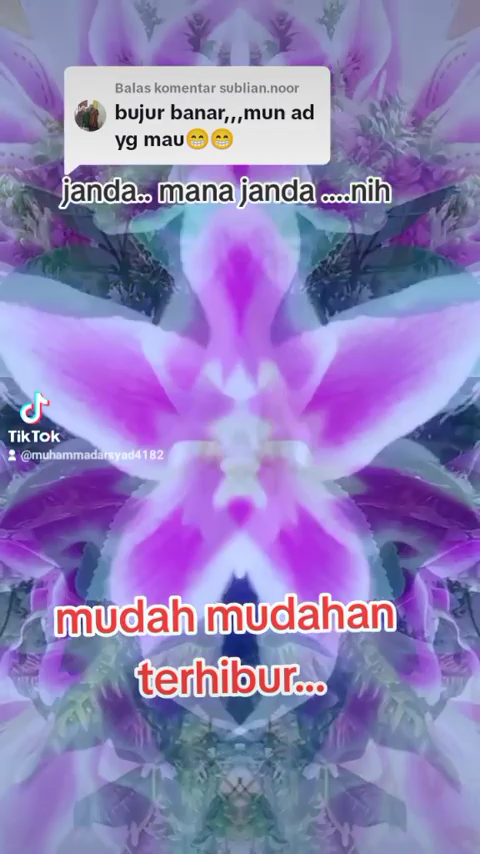 Balas komentar sublian.noor
bujur banar,,,mun ad
yg mau😁😁
janda.. mana janda ....nih
TikTok
@muhammadarsyad4182
mudah mudahan
terhibur...